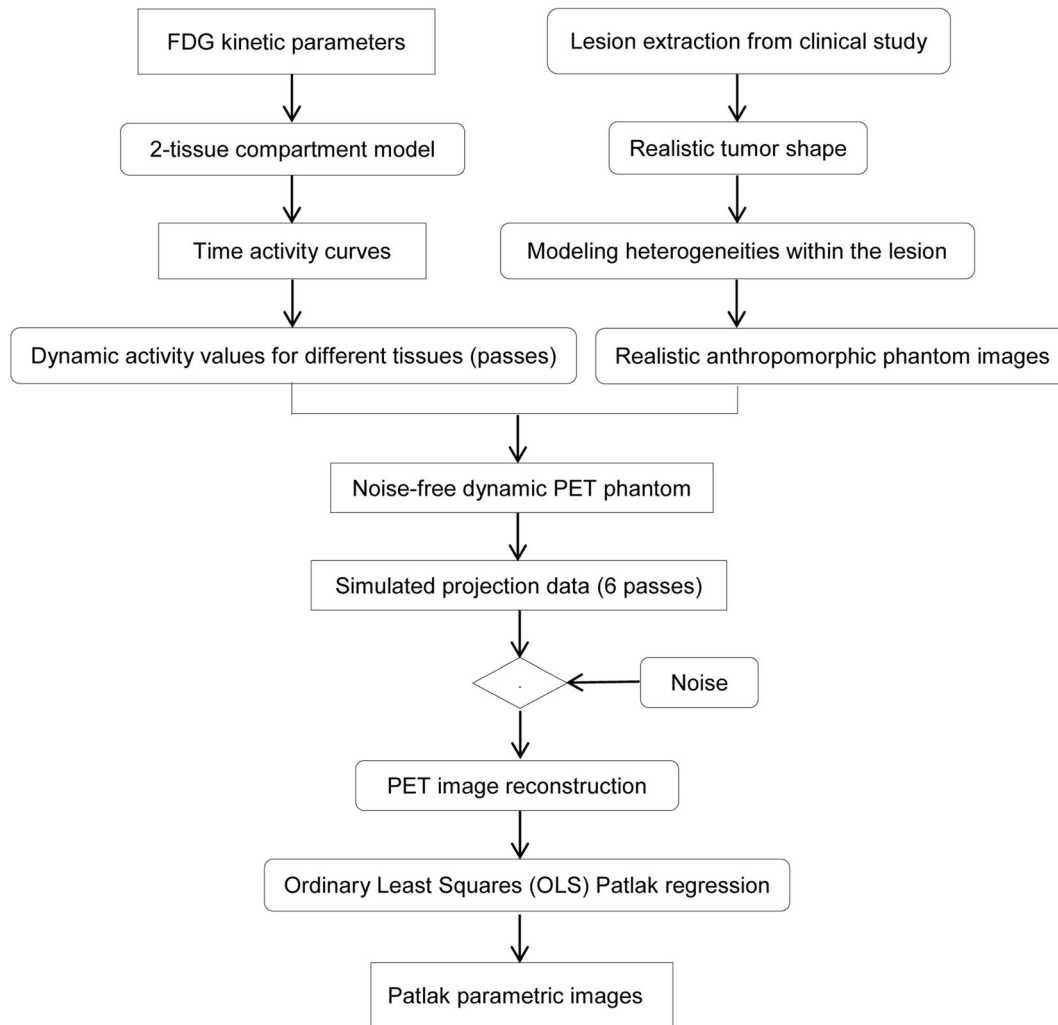 FDG kinetic parameters
Lesion extraction from clinical study
2-tissue compartment model
Realistic tumor shape
Time activity curves
Modeling heterogeneities within the lesion
Dynamic activity values for different tissues (passes)
Realistic anthropomorphic phantom images
Noise-free dynamic PET phantom
Simulated projection data (6 passes)
.
Noise
PET image reconstruction
Ordinary Least Squares (OLS) Patlak regression
Patlak parametric images